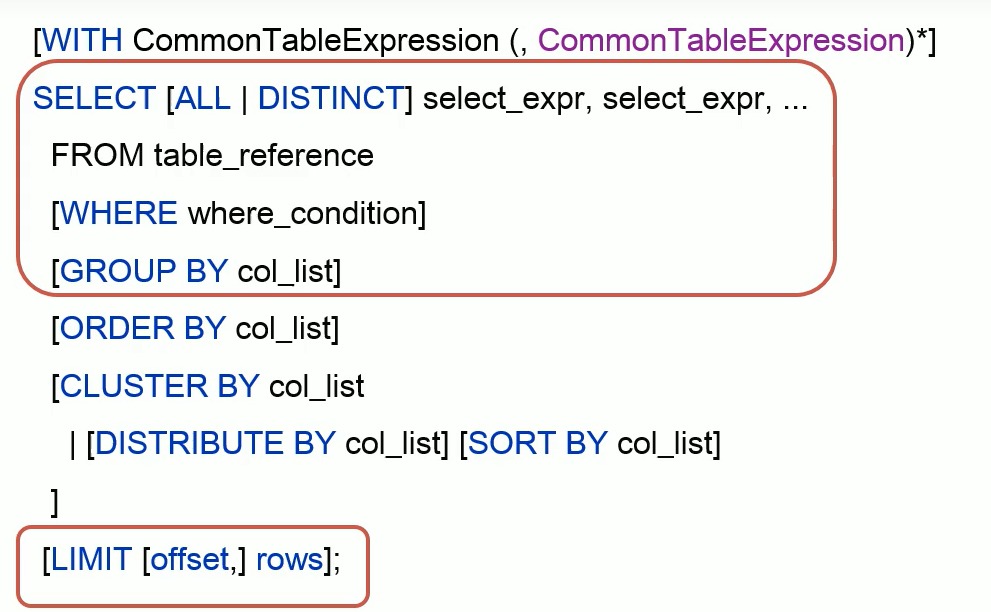 [WITH CommonTableExpression (, CommonTableExpression)*]
SELECT [ALL | DISTINCT] select_expr, select_expr, ...
FROM table_reference
[WHERE where_condition]
[GROUP BY col_list]
[ORDER BY col_list]
[CLUSTER BY col_list
| [DISTRIBUTE BY col_list] [SORT BY col_list]
]
[LIMIT [offset,] rows];